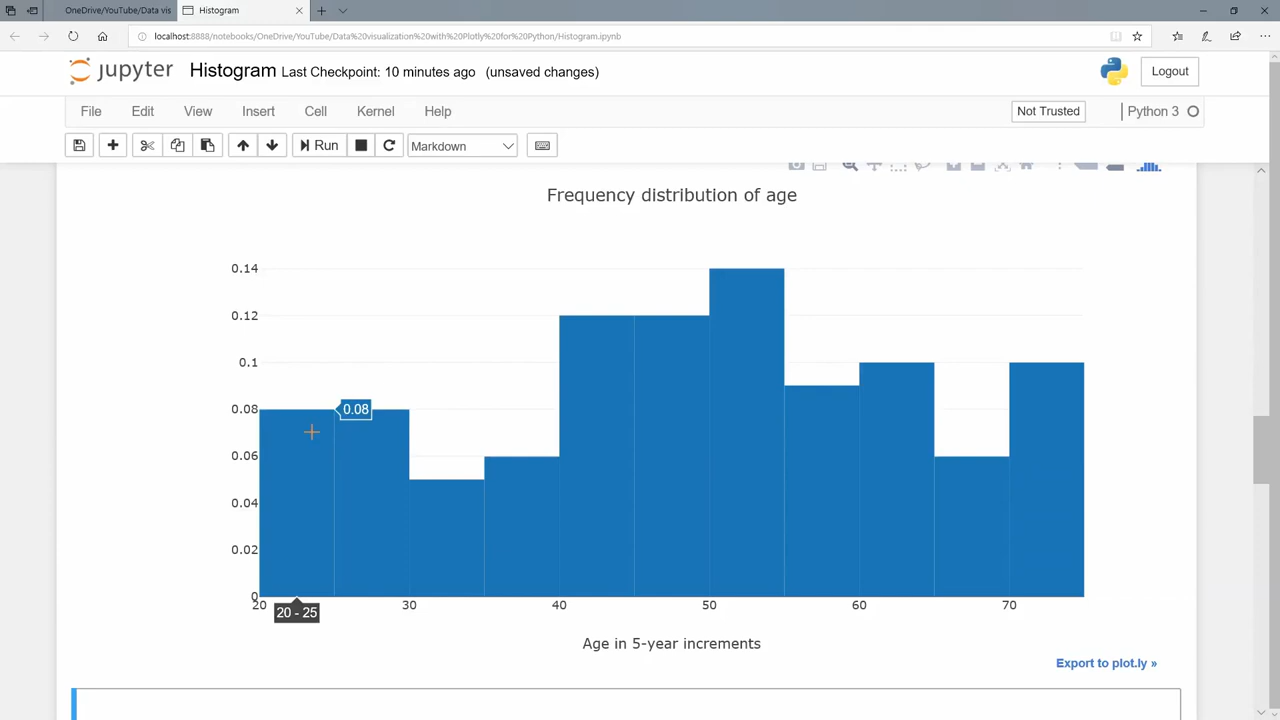 OneDrive/YouTube/Data vis
Histogram
localhost:8888/notebooks/OneDrive/YouTube/Data%20visualization%20with%20Plotly%20for%20Python/Histogram.ipynb
jupyter Histogram Last Checkpoint: 10 minutes ago (unsaved changes) Logout
File Edit View Insert Cell Kernel Help Not Trusted Python 3
Run Markdown
Frequency distribution of age
0.14
0.12
0.1
0.08
0.08
0.06
0.04
0.02
0
20 30 40 50 60 70
20 - 25
Age in 5-year increments
Export to plot.ly »